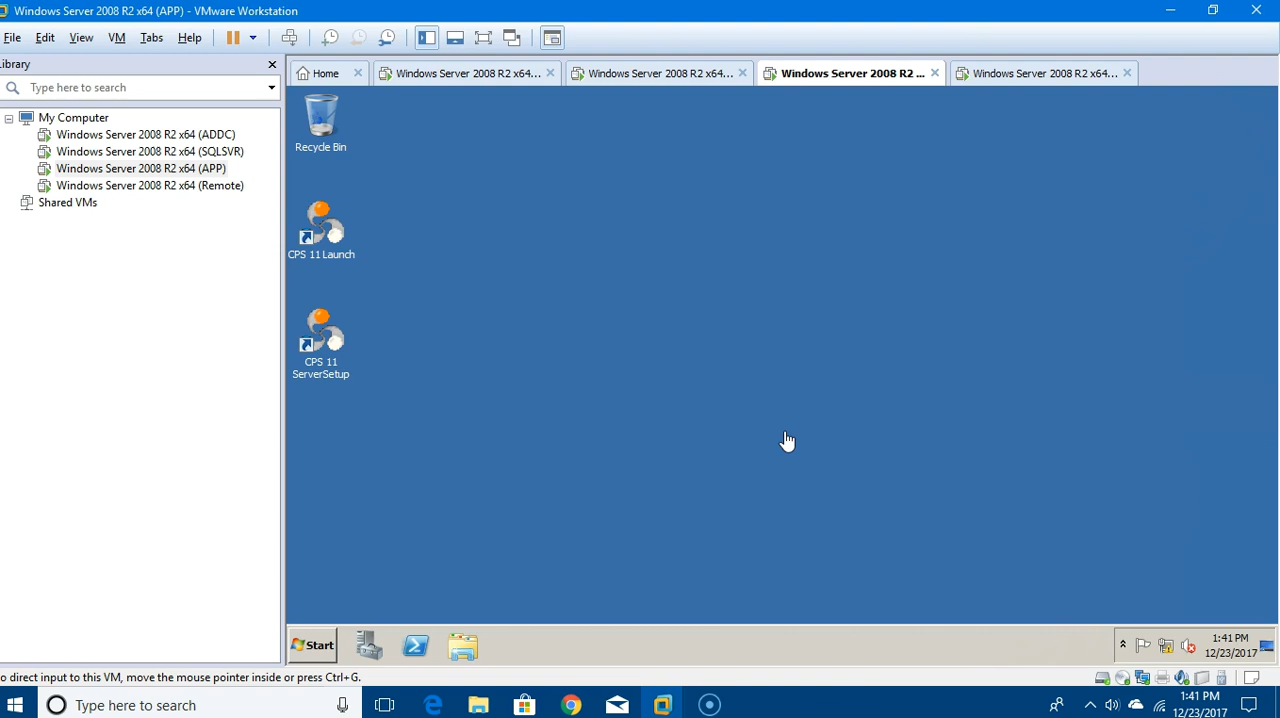 Windows Server 2008 R2 x64 (APP) - VMware Workstation
File Edit View VM Tabs Help
Library
Type here to search
My Computer
Windows Server 2008 R2 x64 (ADDC)
Windows Server 2008 R2 x64 (SQLSVR)
Windows Server 2008 R2 x64 (APP)
Windows Server 2008 R2 x64 (Remote)
Shared VMs
Home Windows Server 2008 R2 x64... Windows Server 2008 R2 x64... Windows Server 2008 R2 ... Windows Server 2008 R2 x64...
Recycle Bin
CPS 11 Launch
CPS 11
ServerSetup
Start
1:41 PM
12/23/2017
o direct input to this VM, move the mouse pointer inside or press Ctrl+G.
Type here to search
1:41 PM
12/23/2017